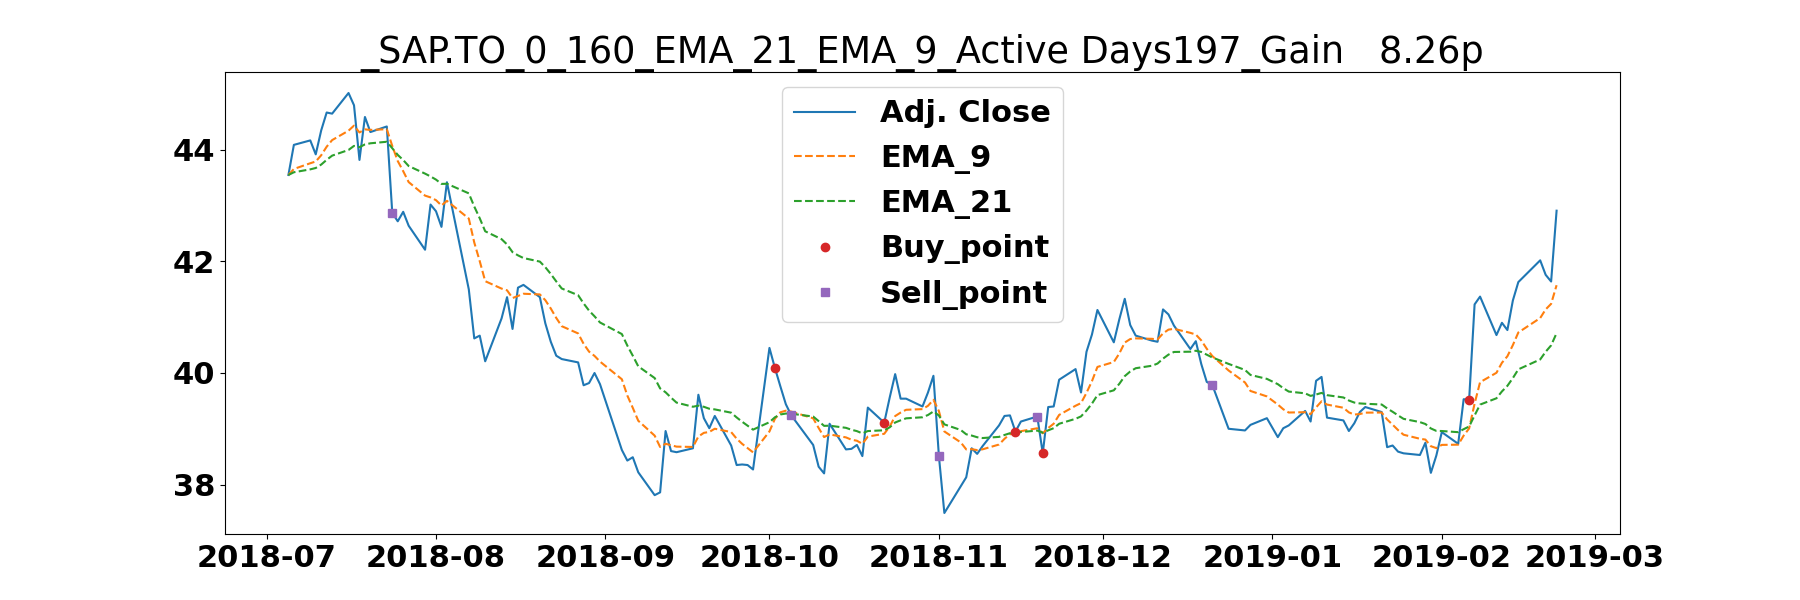 _SAP.TO_0_160_EMA_21_EMA_9_Active Days197_Gain   8.26p
Adj. Close
EMA_9
EMA_21
Buy_point
Sell_point
44
42
40
38
2018-07 2018-08 2018-09 2018-10 2018-11 2018-12 2019-01 2019-02 2019-03